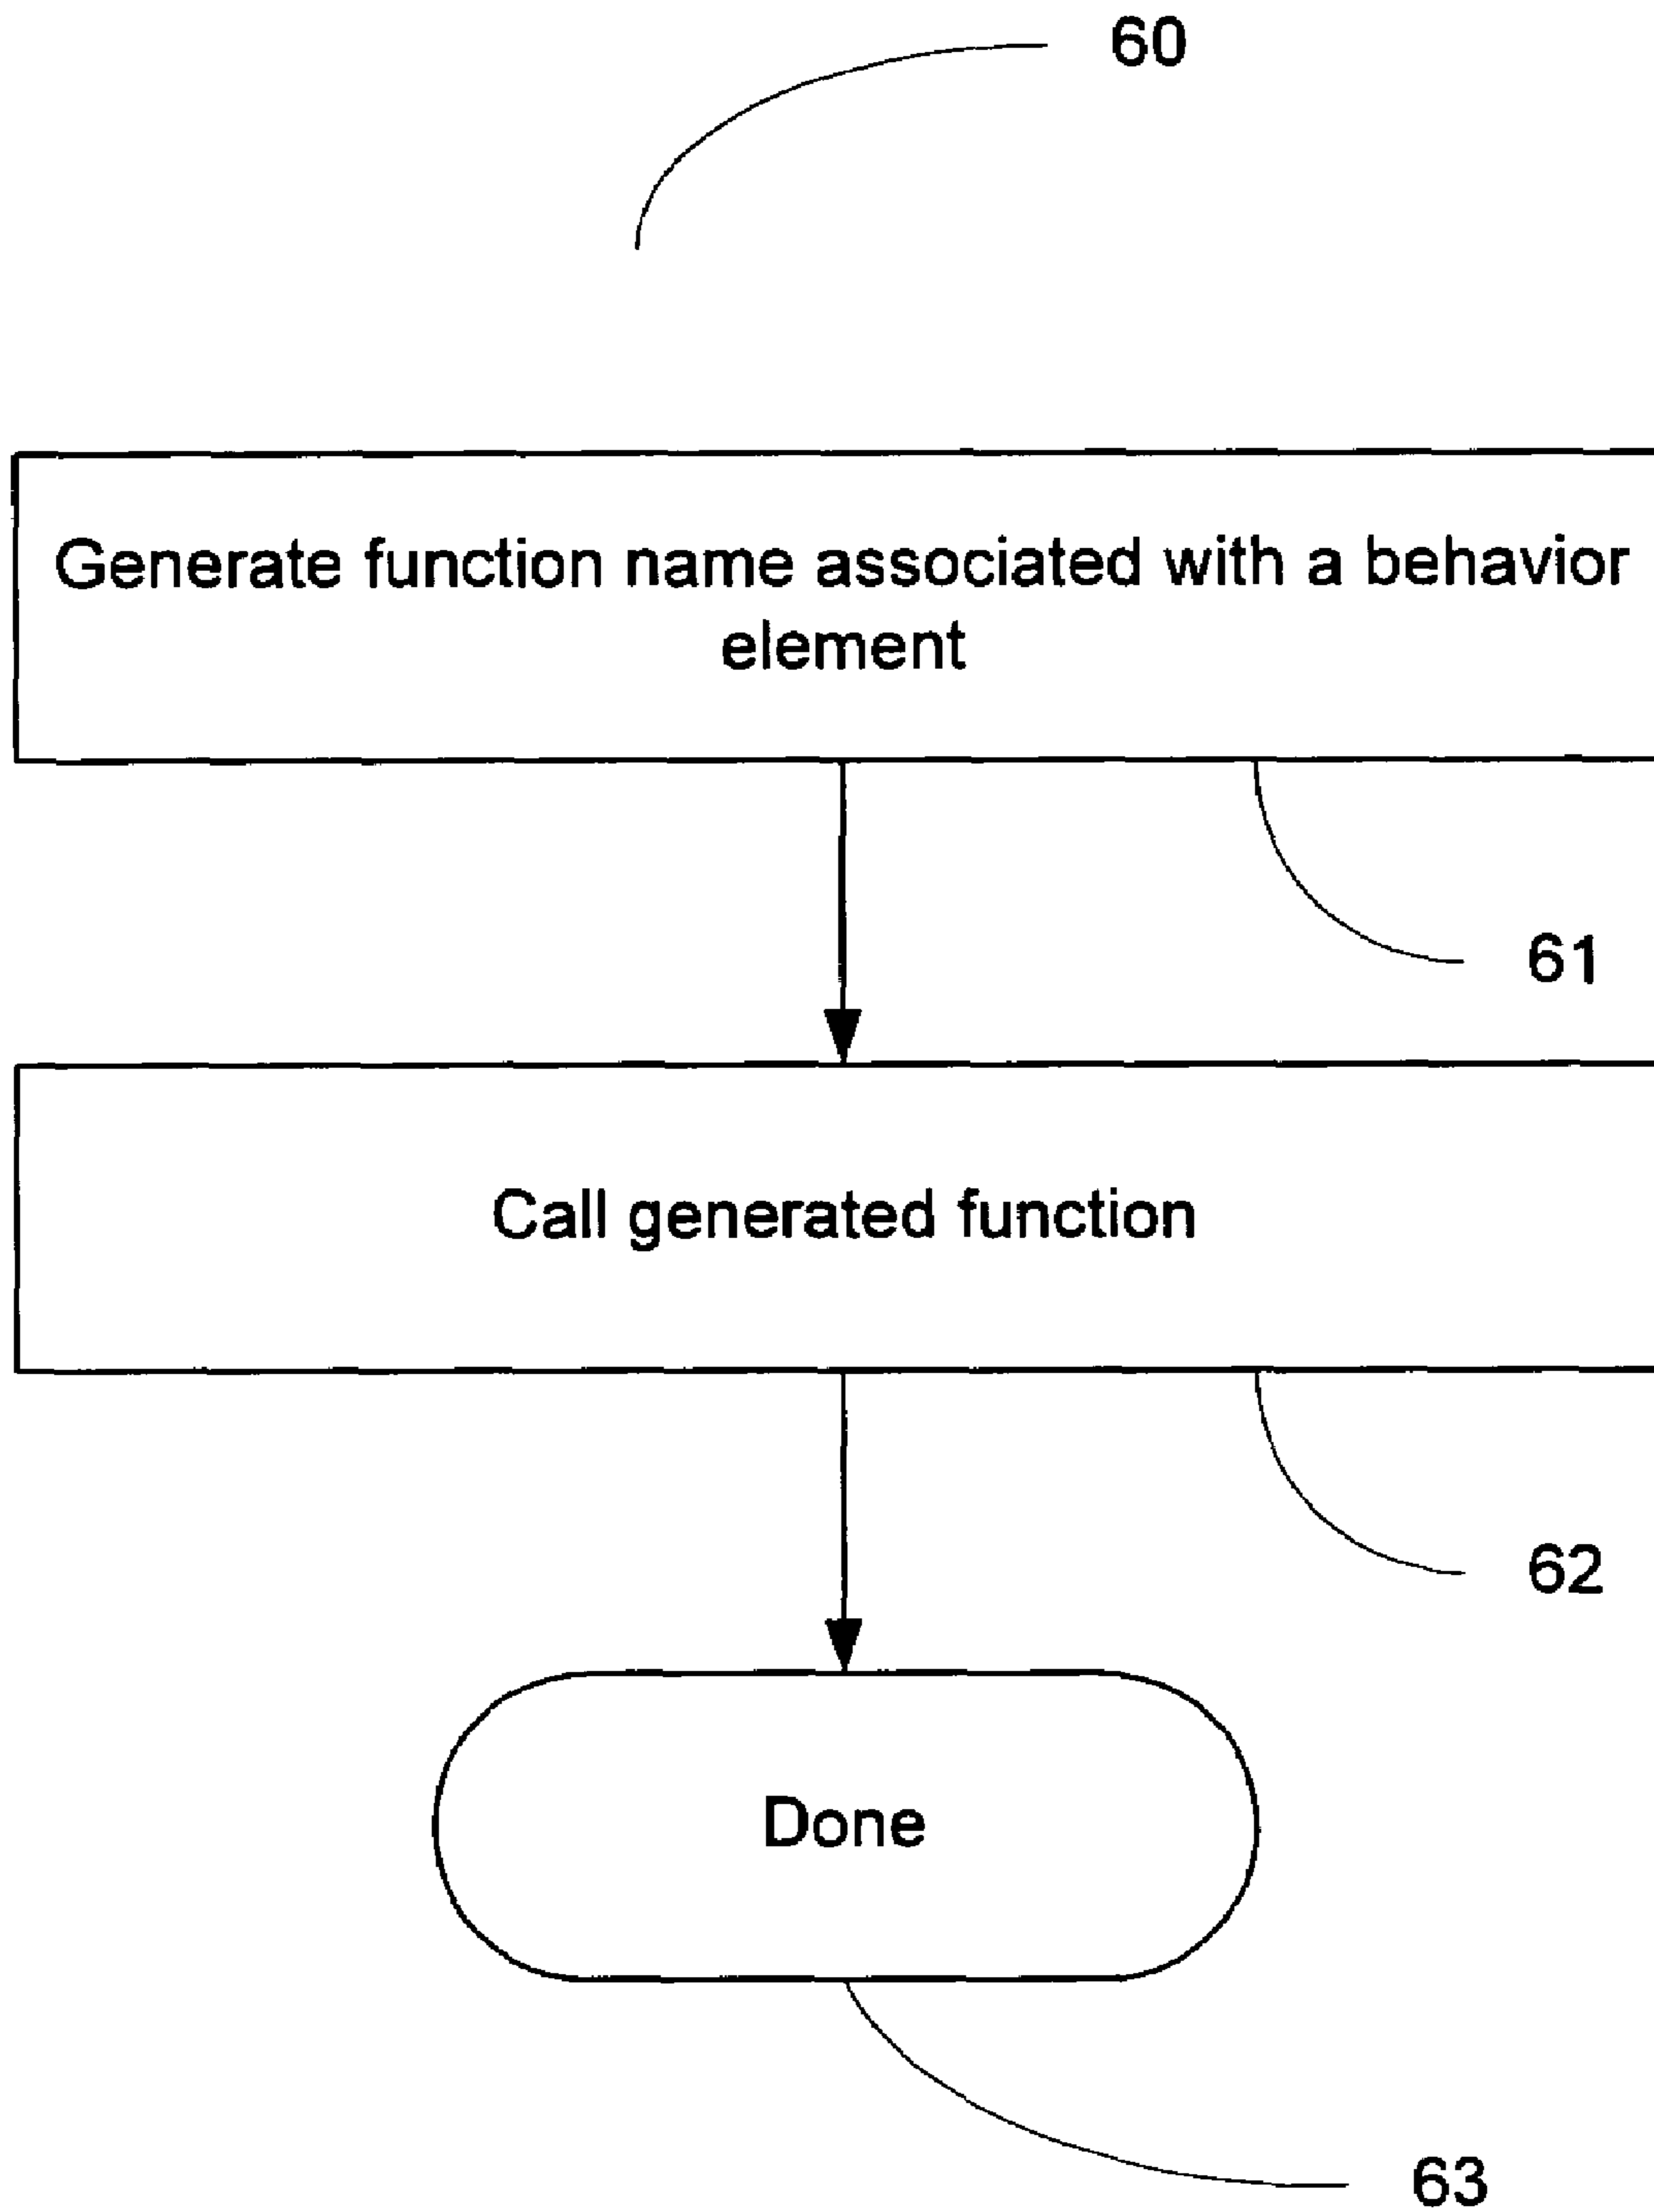 60
Generate function name associated with a behavior
element
61
Call generated function
62
Done
63